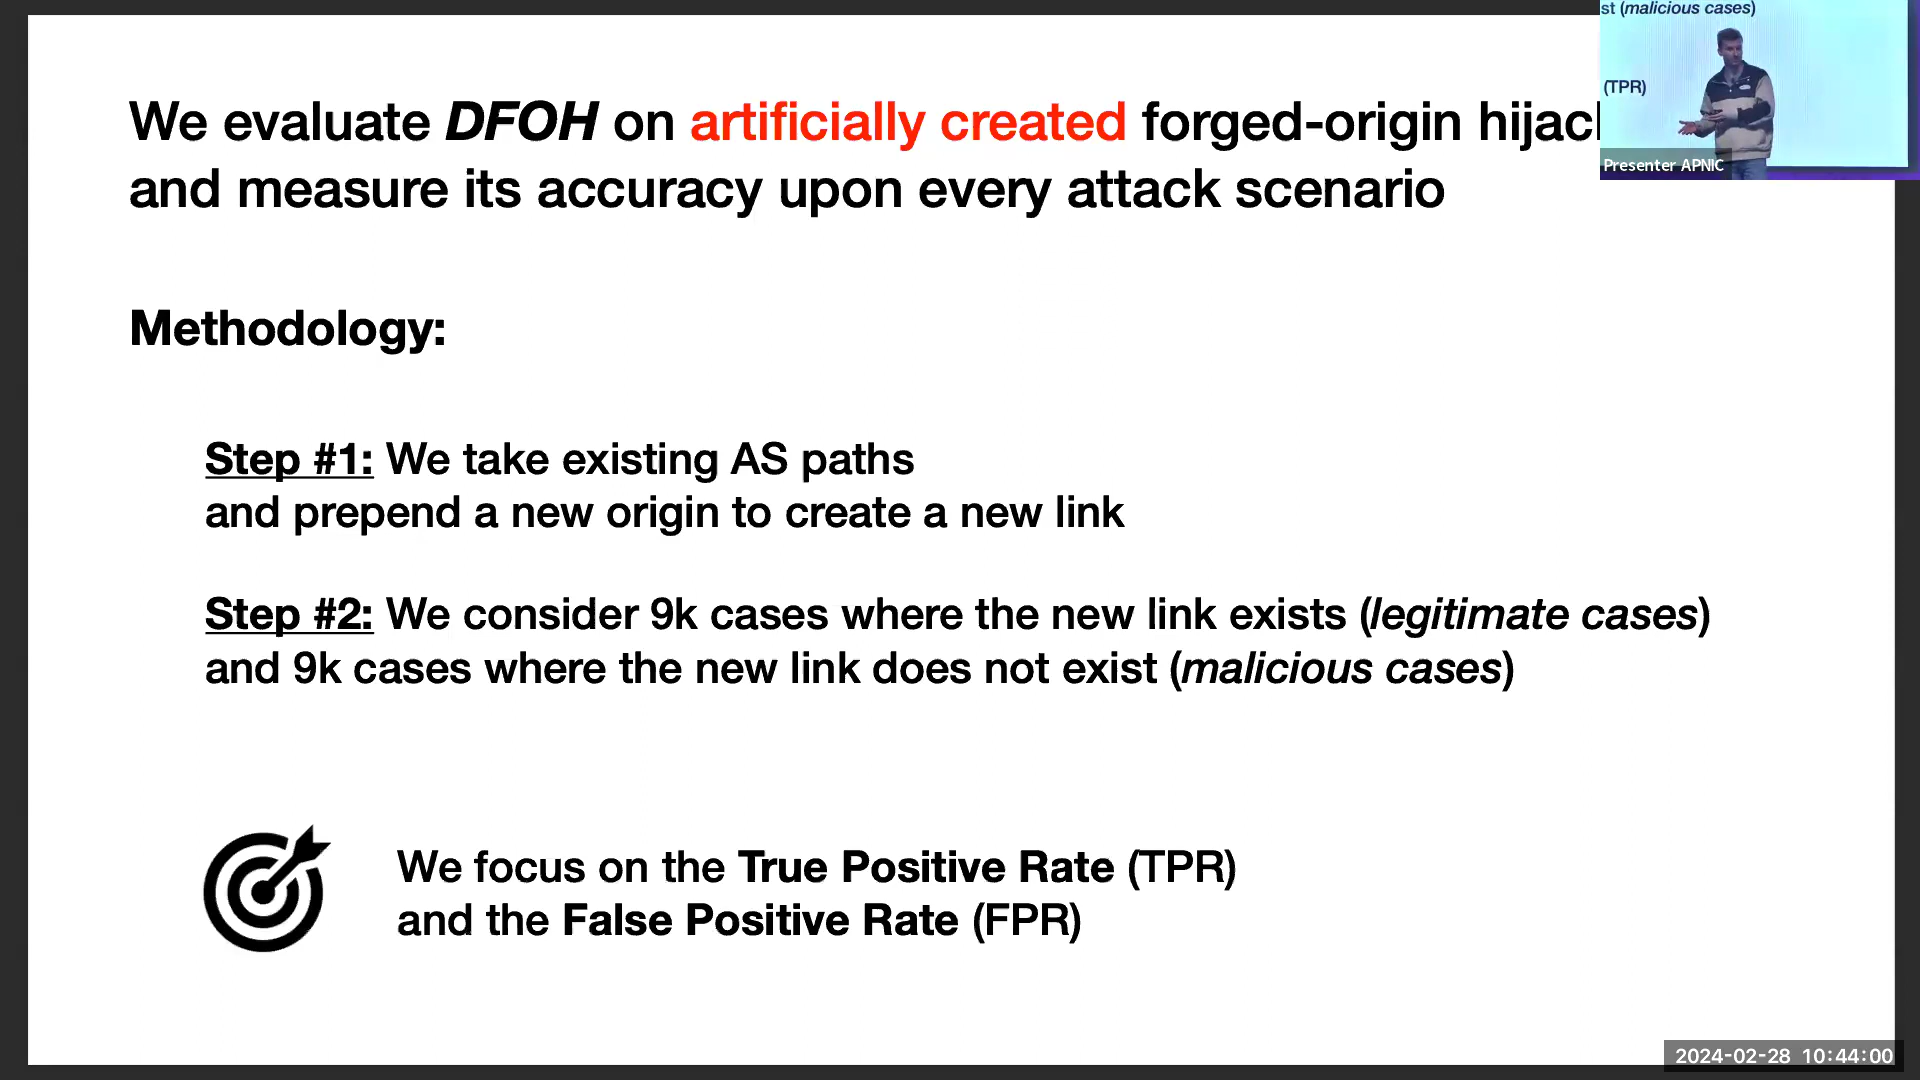 We evaluate DFOH on artificially created forged-origin
and measure its accuracy upon every attack scenario
Methodology:
Step #1: We take existing AS paths
and prepend a new origin to create a new link
Step #2: We consider 9k cases where the new link exists (legitimate cases)
and 9k cases where the new link does not exist (malicious cases)
We focus on the True Positive Rate (TPR)
and the False Positive Rate (FPR)
st (malicious cases)
(TPR)
Presenter APNIC
2024-02-28 10:44:00